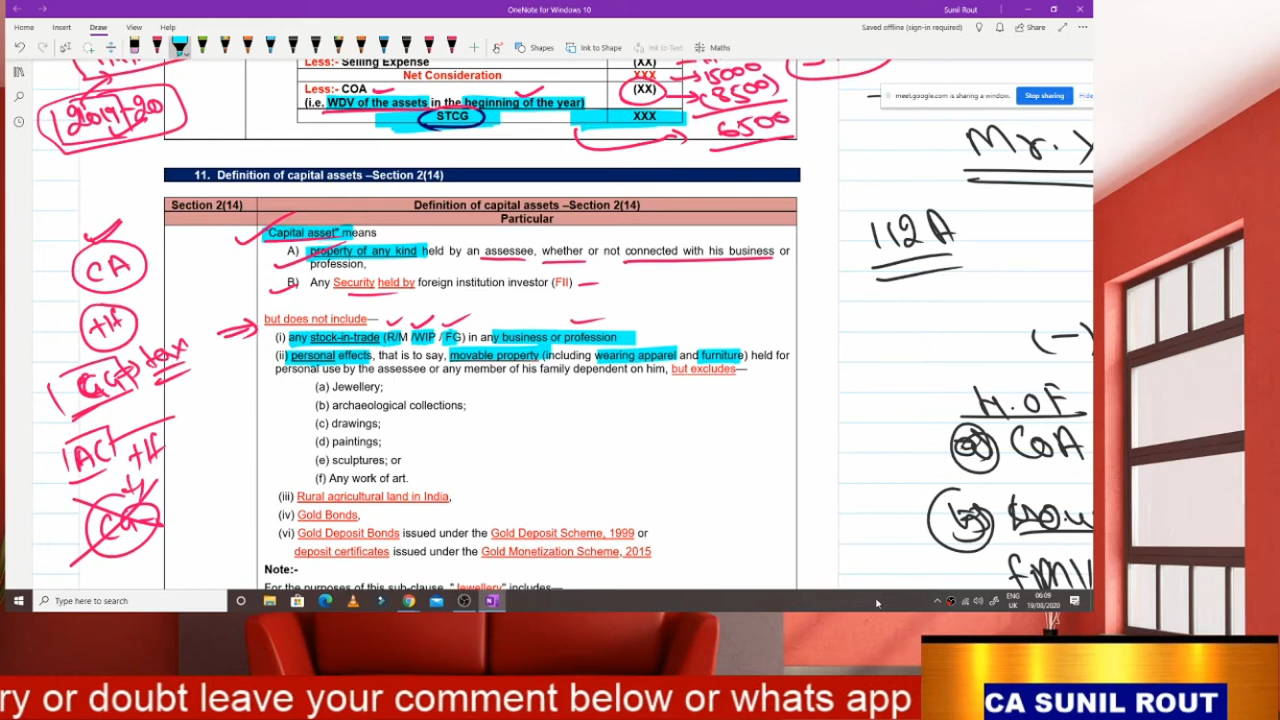 OneNote for Windows 10
Sunil Rout
Home Insert Draw View Help
Saved offline (sign-in required)
Share
Shapes Ink to Shape Ink to Text Maths
meet.google.com is sharing a window. Stop sharing Hide
Less:- Selling Expense (XX)
Net Consideration XXX 15000
Less:- COA (XX) (8500)
(i.e. WDV of the assets in the beginning of the year)
STCG XXX 6500
2019-20
Mr.
11. Definition of capital assets –Section 2(14)
Section 2(14) Definition of capital assets –Section 2(14)
Particular
Capital asset" means
A) property of any kind held by an assessee, whether or not connected with his business or
profession,
B) Any Security held by foreign institution investor (FII)
but does not include—
(i) any stock-in-trade (R/M /WIP / FG) in any business or profession
(ii) personal effects, that is to say, movable property (including wearing apparel and furniture) held for
personal use by the assessee or any member of his family dependent on him, but excludes—
(a) Jewellery;
(b) archaeological collections;
(c) drawings;
(d) paintings;
(e) sculptures; or
(f) Any work of art.
(iii) Rural agricultural land in India,
(iv) Gold Bonds,
(vi) Gold Deposit Bonds issued under the Gold Deposit Scheme, 1999 or
deposit certificates issued under the Gold Monetization Scheme, 2015
Note:-
For the purposes of this sub-clause, "Jewellery" includes—
CA
tax
112A
(-)
COA
Type here to search
ENG
UK
06:09
19/08/2020
ry or doubt leave your comment below or whats app
CA SUNIL ROUT